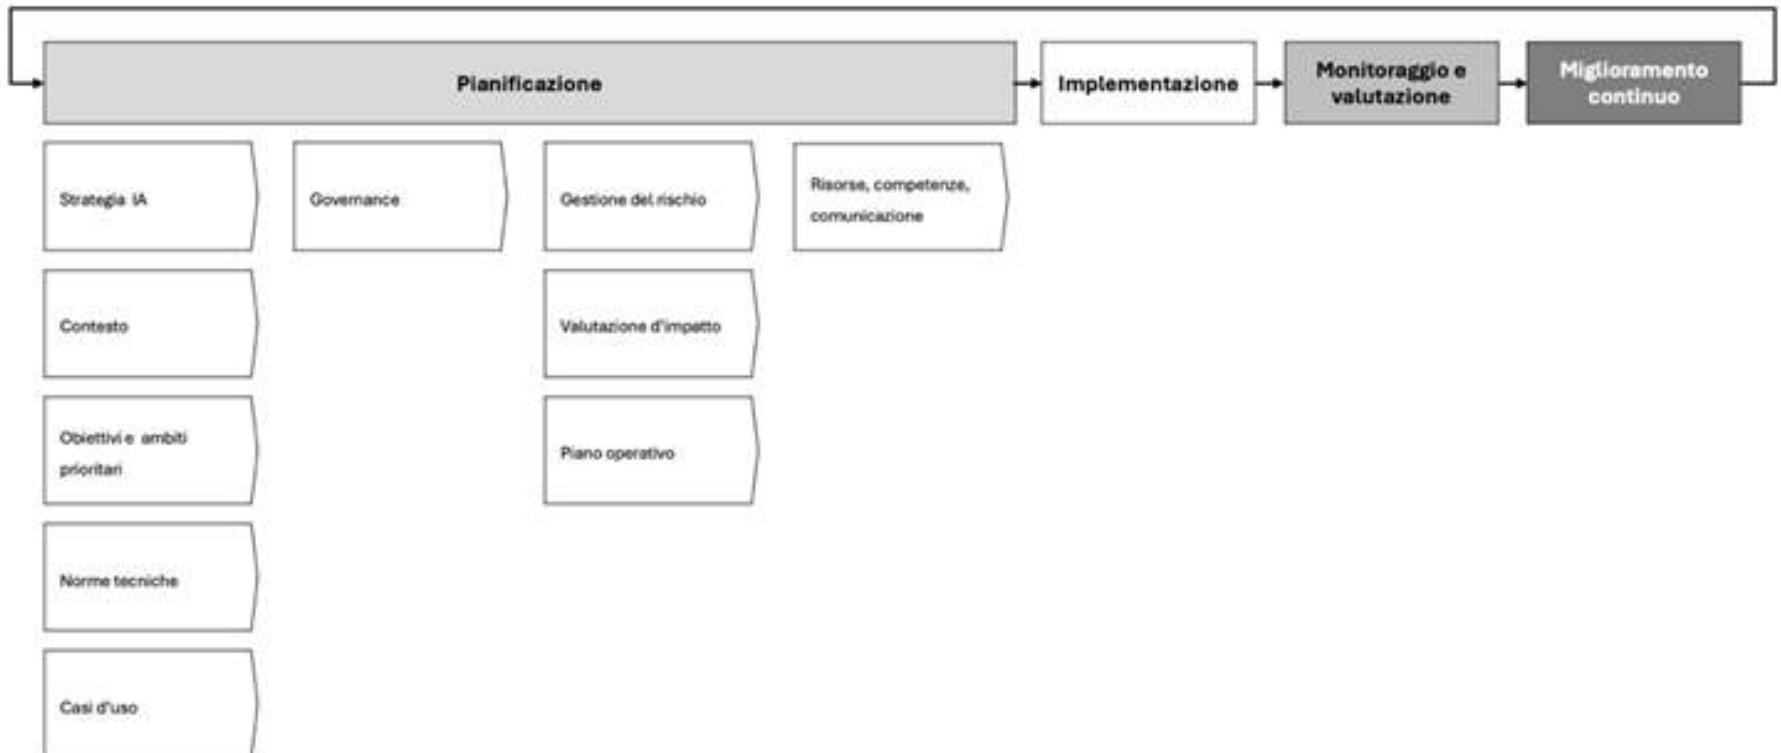 Pianificazione
Implementazione
Monitoraggio e
valutazione
Miglioramento
continuo
Strategia IA
Governance
Gestione del rischio
Risorse, competenze,
comunicazione
Contesto
Valutazione d'impatto
Obiettivi e ambiti
prioritari
Piano operativo
Norme tecniche
Casi d'uso